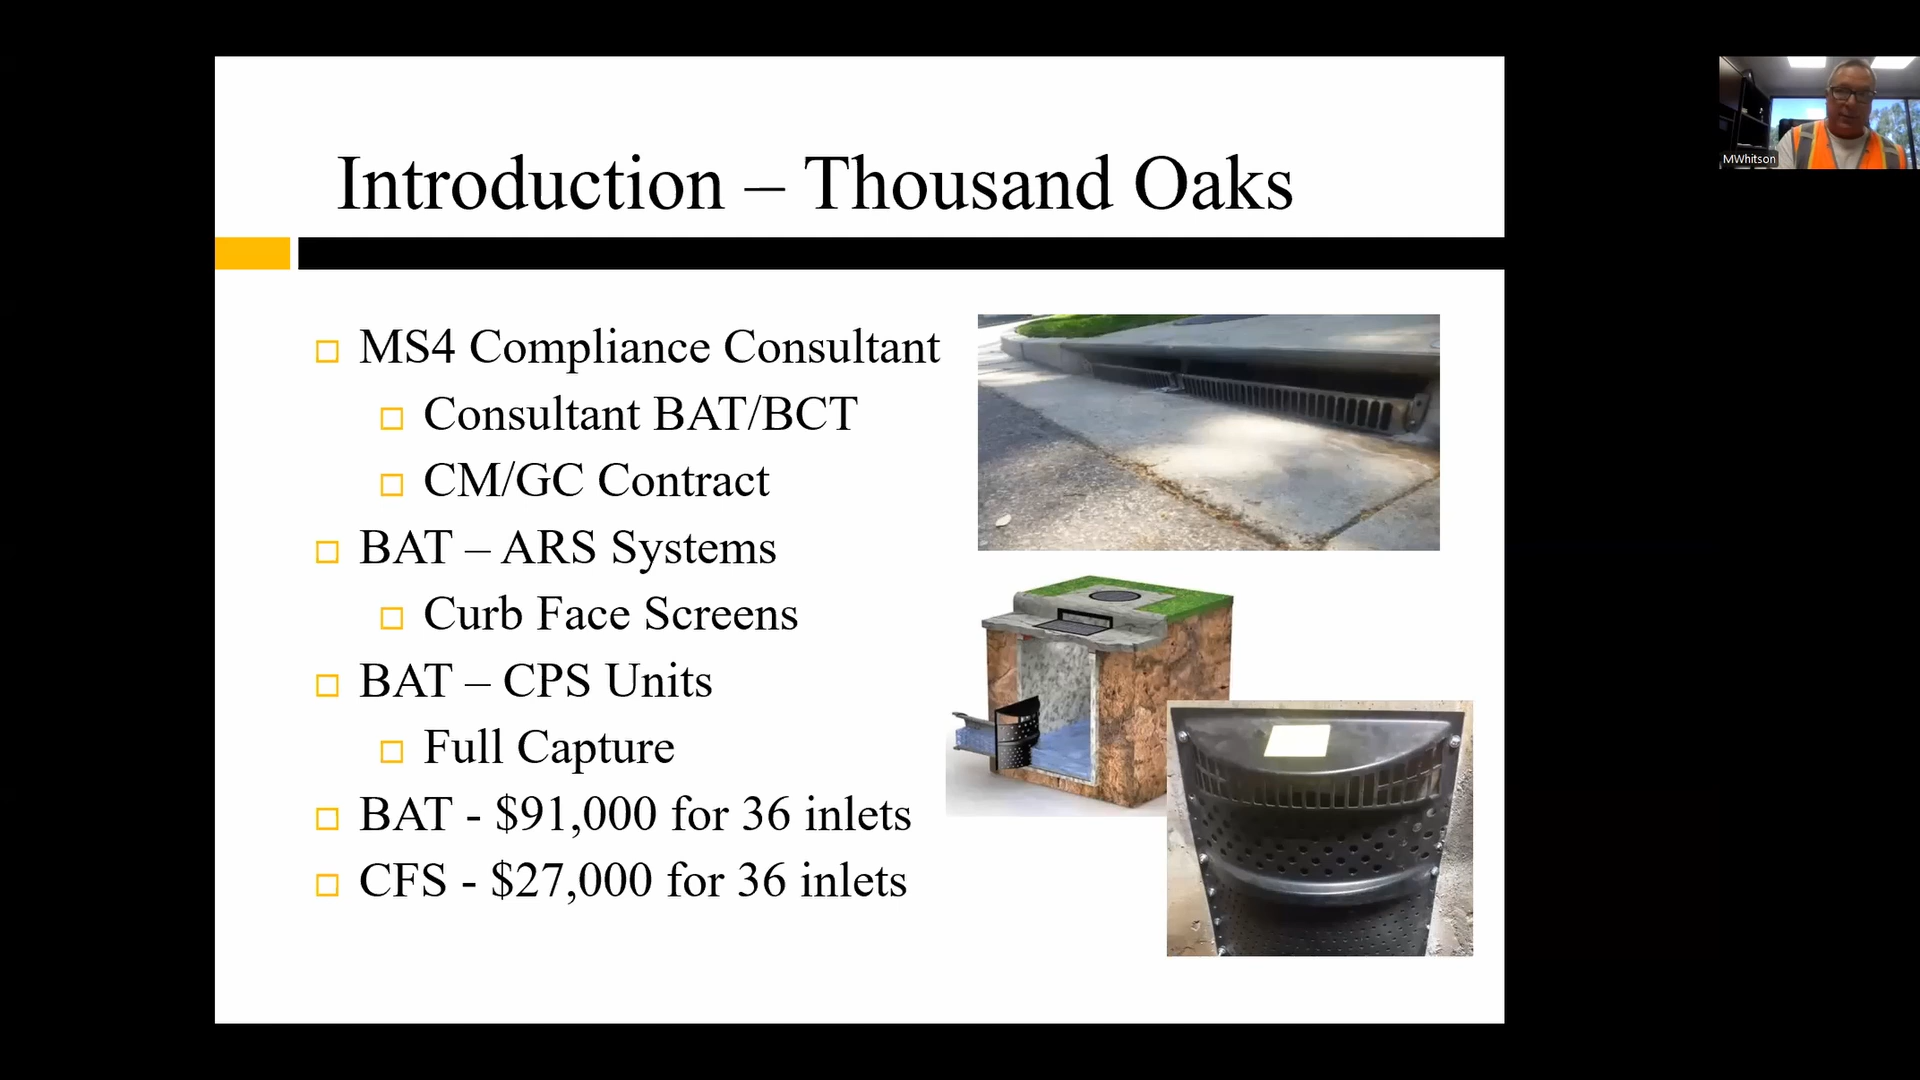 Introduction – Thousand Oaks
MS4 Compliance Consultant
Consultant BAT/BCT
CM/GC Contract
BAT – ARS Systems
Curb Face Screens
BAT – CPS Units
Full Capture
BAT - $91,000 for 36 inlets
CFS - $27,000 for 36 inlets
MWhitson